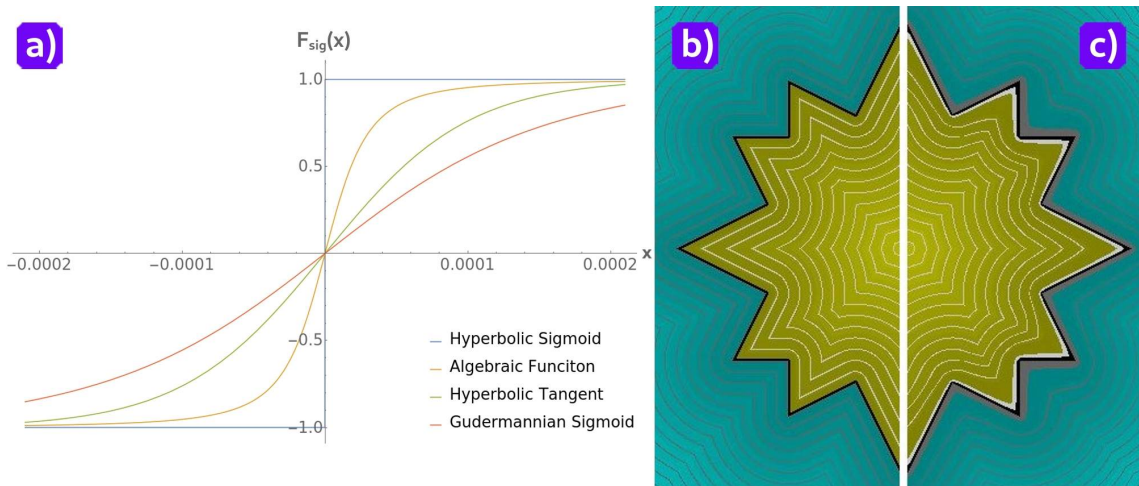 a)
F_sig(x)
1.0
0.5
−0.0002
−0.0001
0.0001
0.0002
x
−0.5
−1.0
Hyperbolic Sigmoid
Algebraic Funciton
Hyperbolic Tangent
Gudermannian Sigmoid
b)
c)